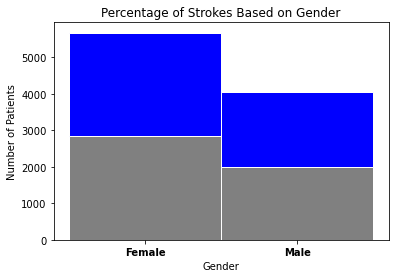 Percentage of Strokes Based on Gender
Number of Patients
5000
4000
3000
2000
1000
0
Female
Male
Gender